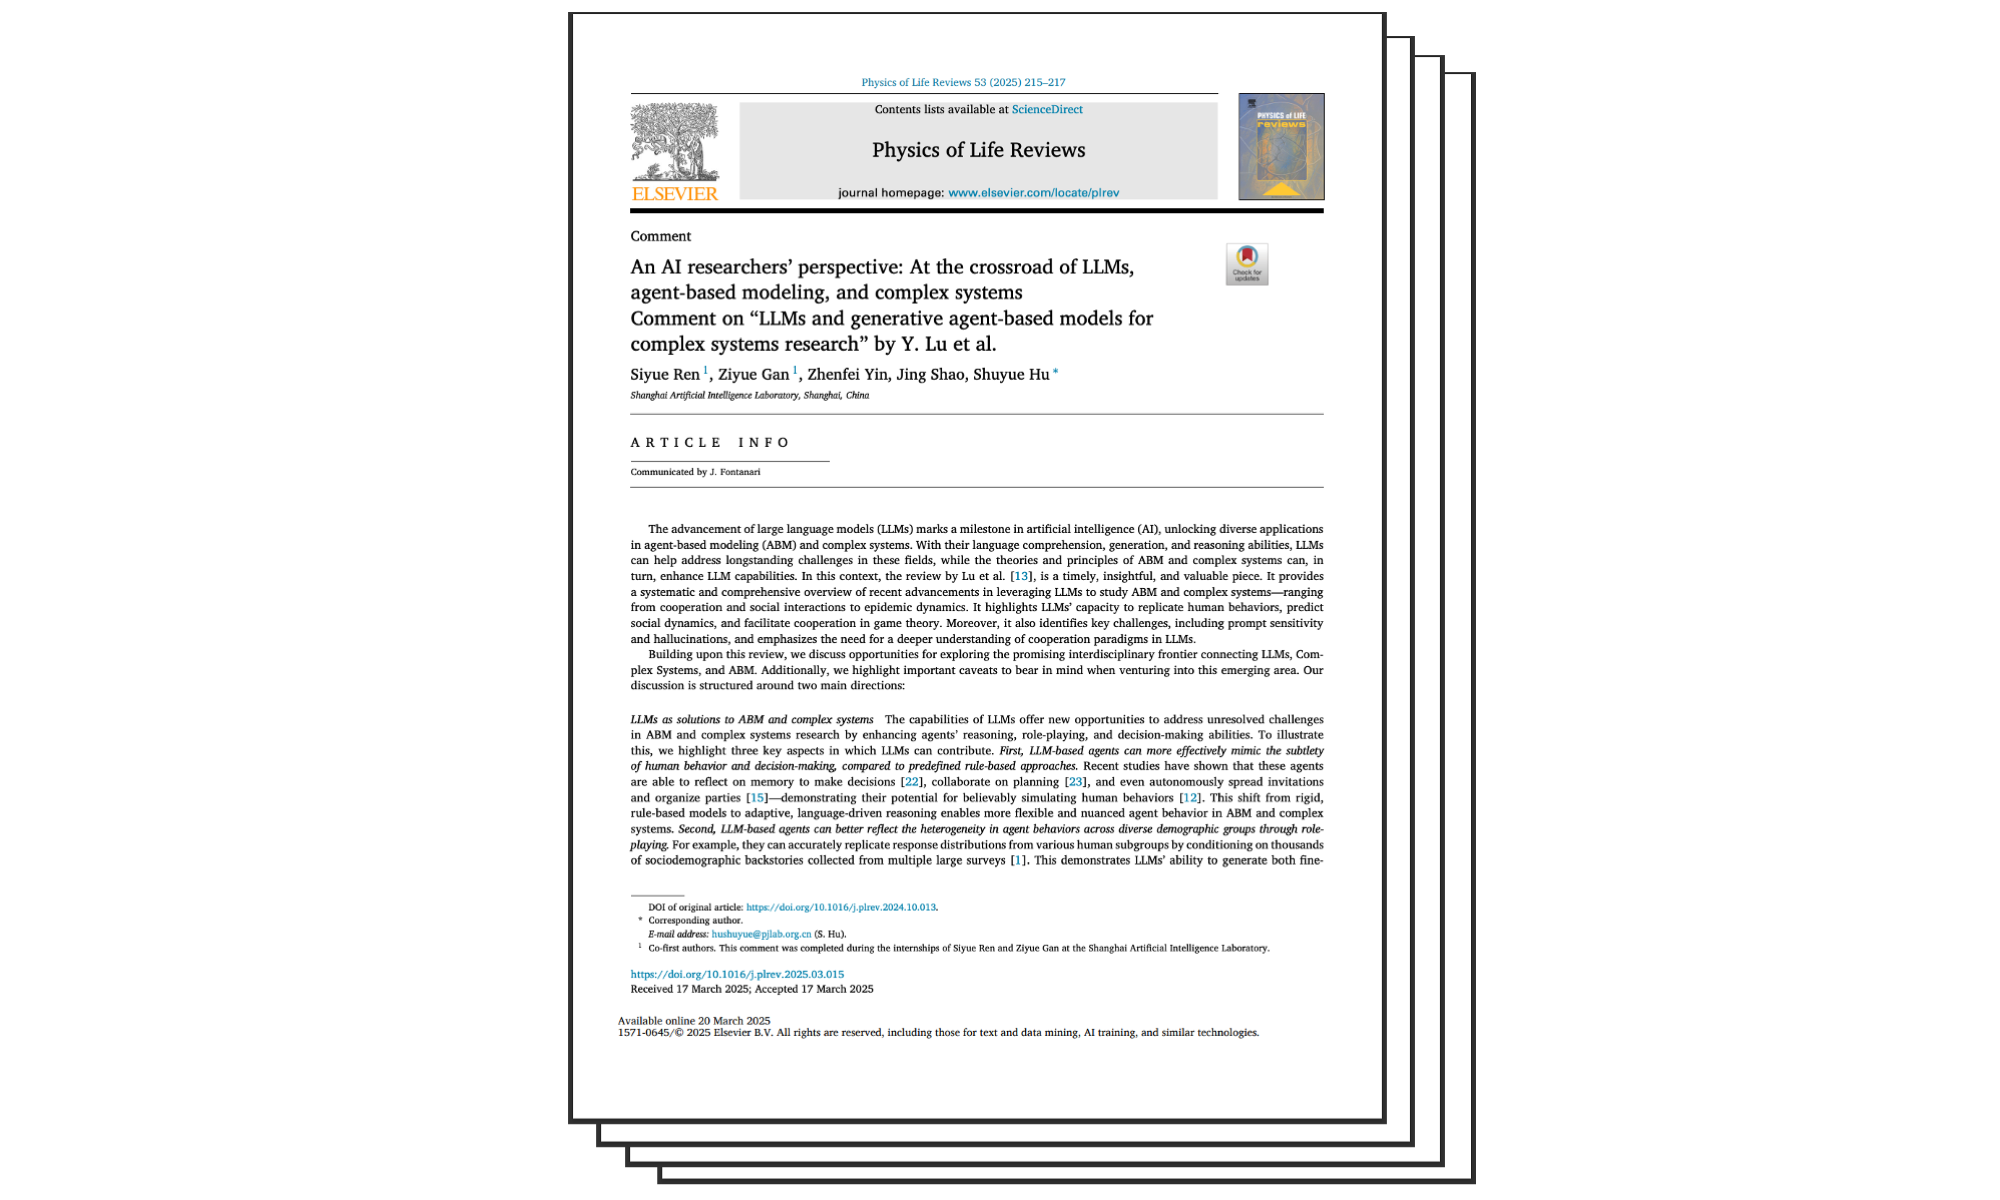 Physics of Life Reviews 53 (2025) 215–217
ELSEVIER
Contents lists available at ScienceDirect
Physics of Life Reviews
journal homepage: www.elsevier.com/locate/plrev
PHYSICS of LIFE
reviews
Comment
Check for
updates
An AI researchers’ perspective: At the crossroad of LLMs,
agent-based modeling, and complex systems
Comment on “LLMs and generative agent-based models for
complex systems research” by Y. Lu et al.
Siyue Ren 1, Ziyue Gan 1, Zhenfei Yin, Jing Shao, Shuyue Hu *
Shanghai Artificial Intelligence Laboratory, Shanghai, China
ARTICLE INFO
Communicated by J. Fontanari
The advancement of large language models (LLMs) marks a milestone in artificial intelligence (AI), unlocking diverse applications
in agent-based modeling (ABM) and complex systems. With their language comprehension, generation, and reasoning abilities, LLMs
can help address longstanding challenges in these fields, while the theories and principles of ABM and complex systems can, in
turn, enhance LLM capabilities. In this context, the review by Lu et al. [13], is a timely, insightful, and valuable piece. It provides
a systematic and comprehensive overview of recent advancements in leveraging LLMs to study ABM and complex systems—ranging
from cooperation and social interactions to epidemic dynamics. It highlights LLMs’ capacity to replicate human behaviors, predict
social dynamics, and facilitate cooperation in game theory. Moreover, it also identifies key challenges, including prompt sensitivity
and hallucinations, and emphasizes the need for a deeper understanding of cooperation paradigms in LLMs.
Building upon this review, we discuss opportunities for exploring the promising interdisciplinary frontier connecting LLMs, Com-
plex Systems, and ABM. Additionally, we highlight important caveats to bear in mind when venturing into this emerging area. Our
discussion is structured around two main directions:
LLMs as solutions to ABM and complex systems The capabilities of LLMs offer new opportunities to address unresolved challenges
in ABM and complex systems research by enhancing agents’ reasoning, role-playing, and decision-making abilities. To illustrate
this, we highlight three key aspects in which LLMs can contribute. First, LLM-based agents can more effectively mimic the subtlety
of human behavior and decision-making, compared to predefined rule-based approaches. Recent studies have shown that these agents
are able to reflect on memory to make decisions [22], collaborate on planning [23], and even autonomously spread invitations
and organize parties [15]—demonstrating their potential for believably simulating human behaviors [12]. This shift from rigid,
rule-based models to adaptive, language-driven reasoning enables more flexible and nuanced agent behavior in ABM and complex
systems. Second, LLM-based agents can better reflect the heterogeneity in agent behaviors across diverse demographic groups through role-
playing. For example, they can accurately replicate response distributions from various human subgroups by conditioning on thousands
of sociodemographic backstories collected from multiple large surveys [1]. This demonstrates LLMs’ ability to generate both fine-
DOI of original article: https://doi.org/10.1016/j.plrev.2024.10.013.
* Corresponding author.
E-mail address: hushuyue@pjlab.org.cn (S. Hu).
1 Co-first authors. This comment was completed during the internships of Siyue Ren and Ziyue Gan at the Shanghai Artificial Intelligence Laboratory.
https://doi.org/10.1016/j.plrev.2025.03.015
Received 17 March 2025; Accepted 17 March 2025
Available online 20 March 2025
1571-0645/© 2025 Elsevier B.V. All rights are reserved, including those for text and data mining, AI training, and similar technologies.